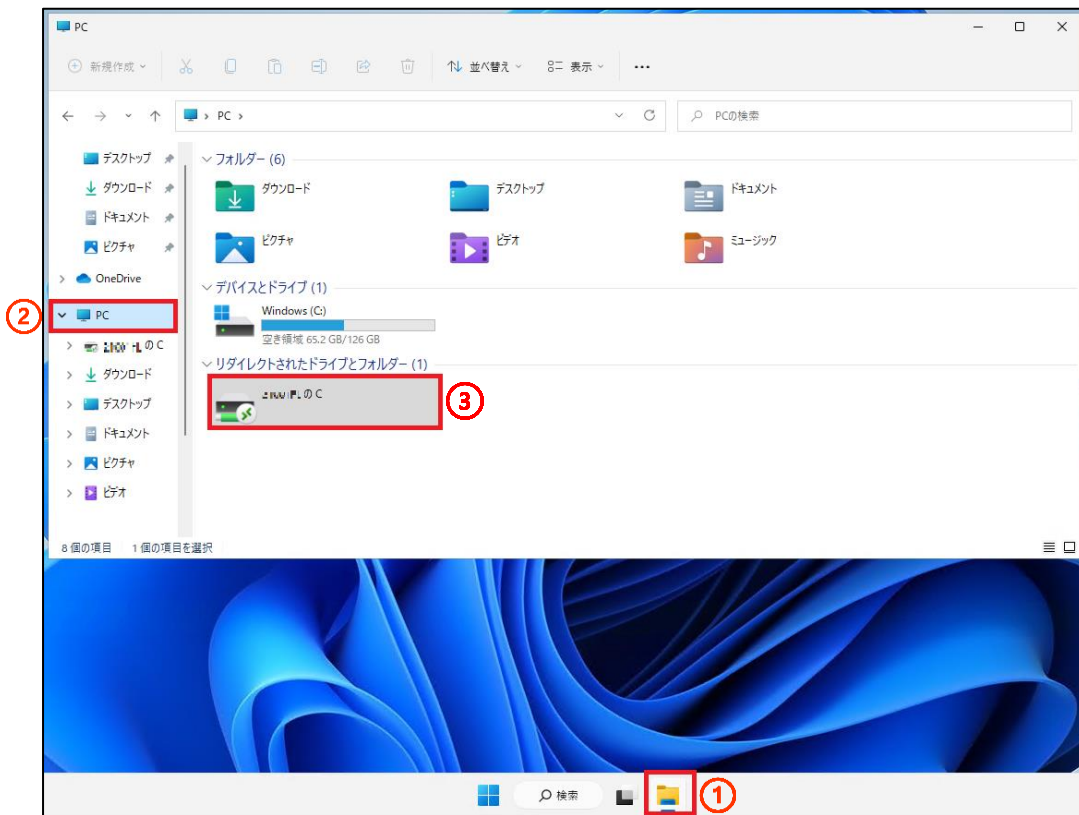 PC
新規作成
並べ替え
表示
PC
PCの検索
デスクトップ
ダウンロード
ドキュメント
ピクチャ
OneDrive
② PC
の C
ダウンロード
デスクトップ
ドキュメント
ピクチャ
ビデオ
フォルダー (6)
ダウンロード
デスクトップ
ドキュメント
ピクチャ
ビデオ
ミュージック
デバイスとドライブ (1)
Windows (C:)
空き領域 65.2 GB/126 GB
リダイレクトされたドライブとフォルダー (1)
の C
③
8 個の項目 1 個の項目を選択
検索
①